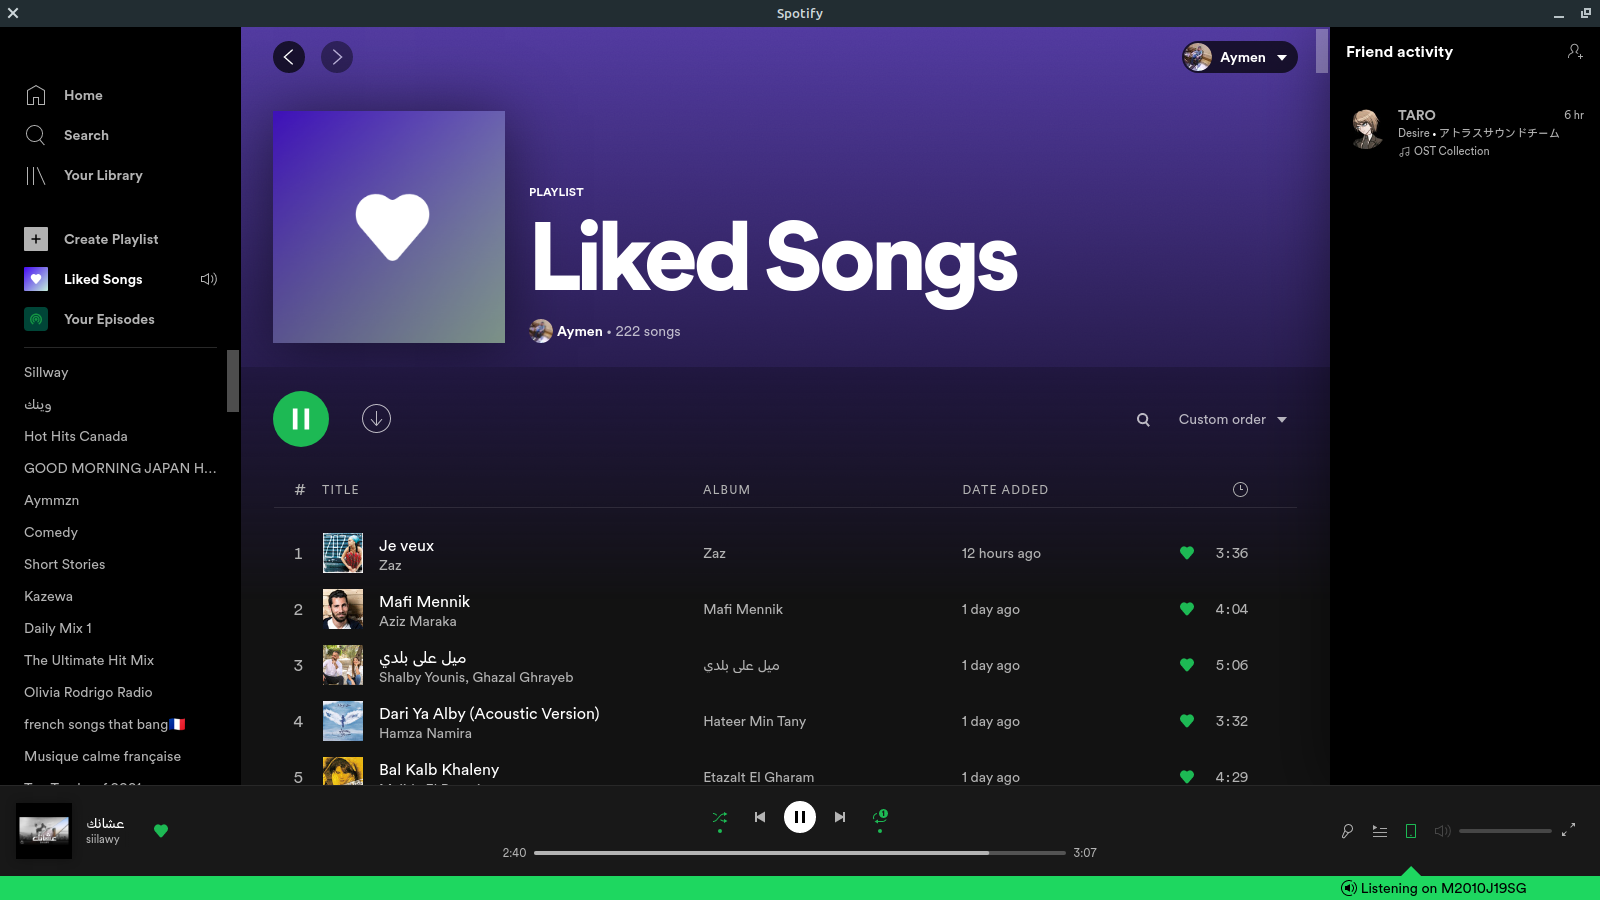 Spotify
Home
Search
Your Library
Create Playlist
Liked Songs
Your Episodes
Sillway
وينك
Hot Hits Canada
GOOD MORNING JAPAN H...
Aymmzn
Comedy
Short Stories
Kazewa
Daily Mix 1
The Ultimate Hit Mix
Olivia Rodrigo Radio
french songs that bang🇫🇷
Musique calme française
Aymen
PLAYLIST
Liked Songs
Aymen • 222 songs
Custom order
# TITLE ALBUM DATE ADDED
1 Je veux Zaz 12 hours ago 3:36
Zaz
2 Mafi Mennik Mafi Mennik 1 day ago 4:04
Aziz Maraka
3 ميل على بلدي ميل على بلدي 1 day ago 5:06
Shalby Younis, Ghazal Ghrayeb
4 Dari Ya Alby (Acoustic Version) Hateer Min Tany 1 day ago 3:32
Hamza Namira
5 Bal Kalb Khaleny Etazalt El Gharam 1 day ago 4:29
Friend activity
TARO 6 hr
Desire • アトラスサウンドチーム
OST Collection
عشانك
siilawy
1
2:40 3:07
Listening on M2010J19SG